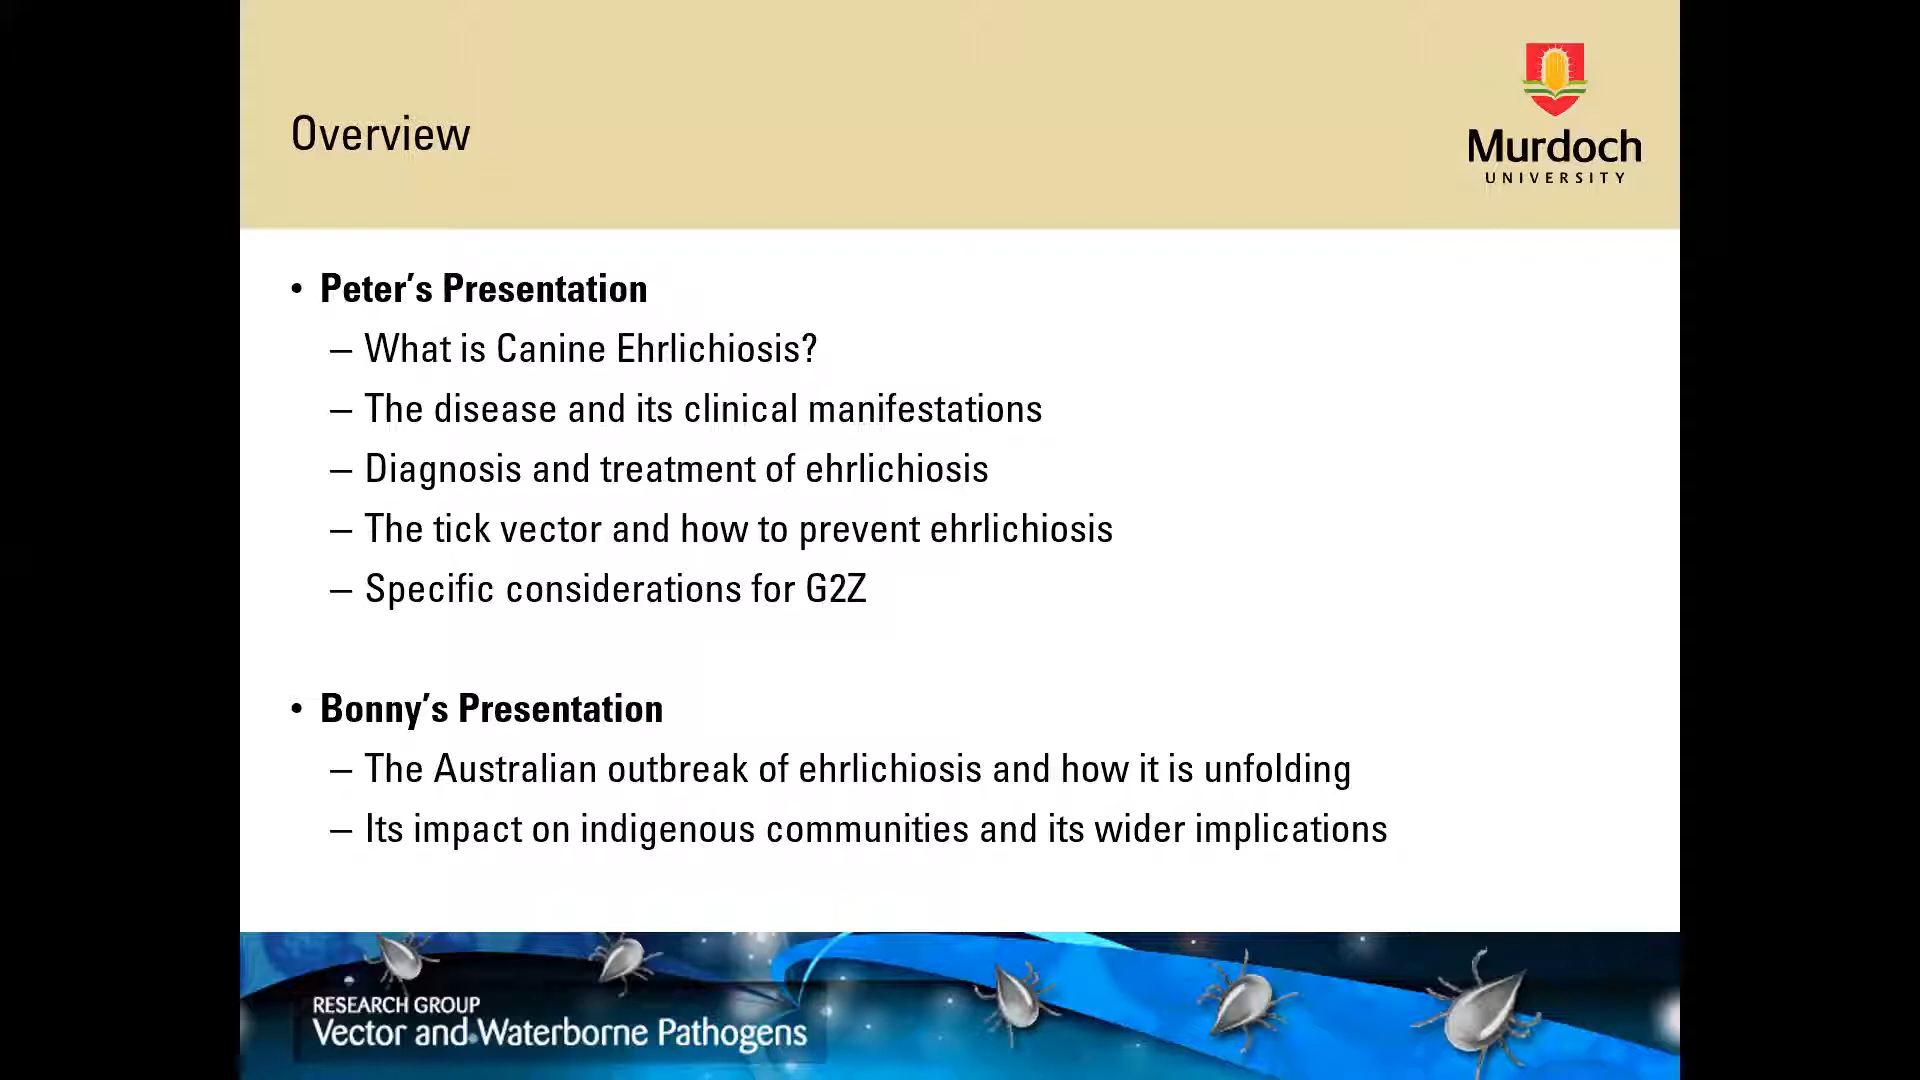 Overview
Murdoch
UNIVERSITY
• Peter’s Presentation
– What is Canine Ehrlichiosis?
– The disease and its clinical manifestations
– Diagnosis and treatment of ehrlichiosis
– The tick vector and how to prevent ehrlichiosis
– Specific considerations for G2Z
• Bonny’s Presentation
– The Australian outbreak of ehrlichiosis and how it is unfolding
– Its impact on indigenous communities and its wider implications
RESEARCH GROUP
Vector and Waterborne Pathogens